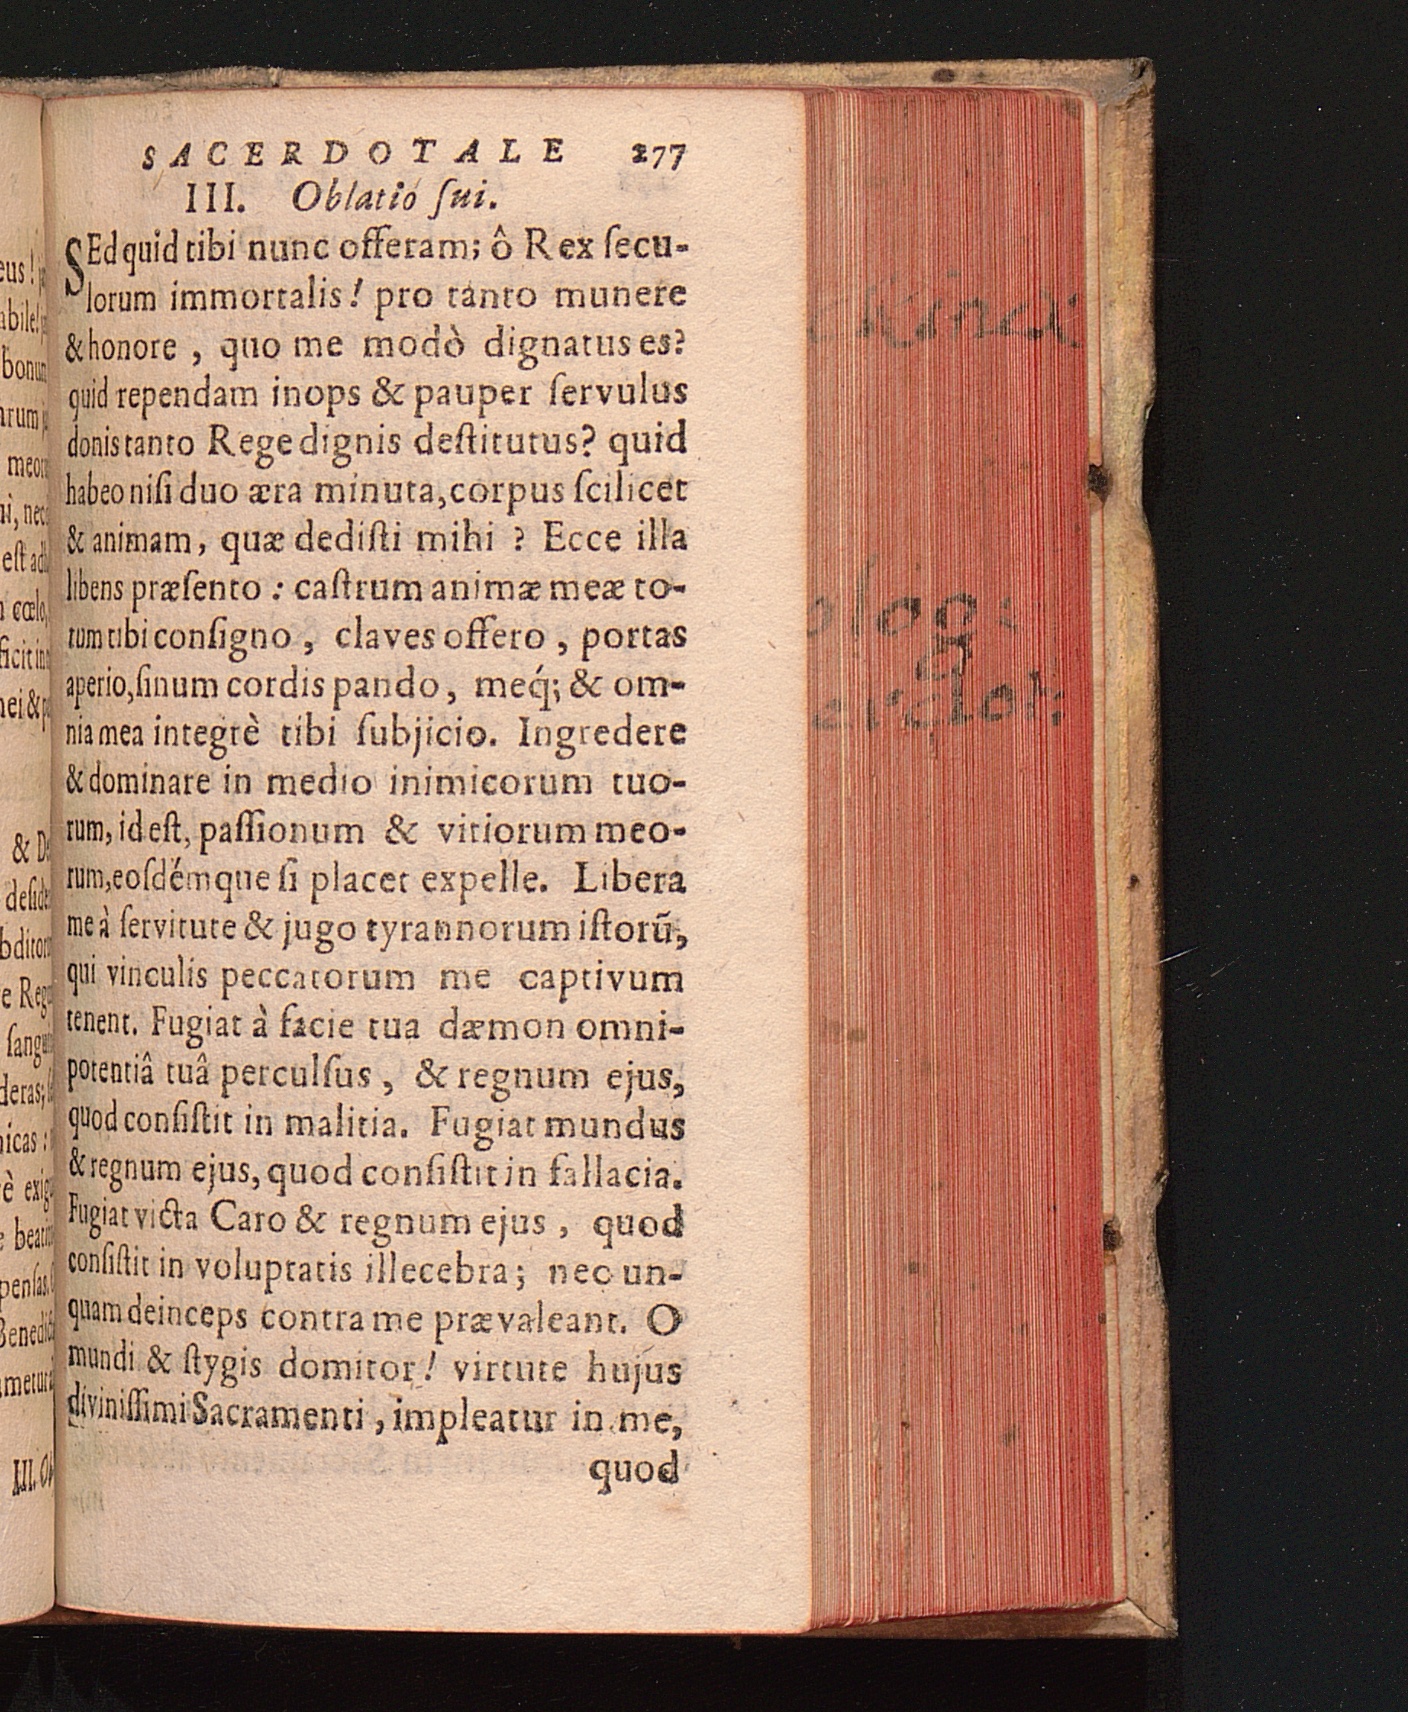 SACERDOTALE 277
III. Oblatio ſui.
SEd quid tibi nunc offeram; ô Rex ſecu-
lorum immortalis! pro tanto munere
& honore, quo me modò dignatus es?
quid rependam inops & pauper ſervulus
donis tanto Rege dignis deſtitutus? quid
habeo niſi duo æra minuta, corpus ſcilicet
& animam, quæ dediſti mihi? Ecce illa
libens præſento: caſtrum animæ meæ to-
tum tibi conſigno, claves offero, portas
aperio, ſinum cordis pando, meq́; & om-
nia mea integrè tibi ſubjicio. Ingredere
& dominare in medio inimicorum tuo-
rum, id eſt, paſſionum & vitiorum meo-
rum, eoſdémque ſi placet expelle. Libera
me à ſervitute & jugo tyrannorum iſtorũ,
qui vinculis peccatorum me captivum
tenent. Fugiat à facie tua dæmon omni-
potentiâ tuâ perculſus, & regnum ejus,
quod conſiſtit in malitia. Fugiat mundus
& regnum ejus, quod conſiſtit in fallacia.
Fugiat victa Caro & regnum ejus, quod
conſiſtit in voluptatis illecebra; nec un-
quam deinceps contra me prævaleant. O
mundi & ſtygis domitor! virtute hujus
diviniſſimi Sacramenti, impleatur in me,
quod